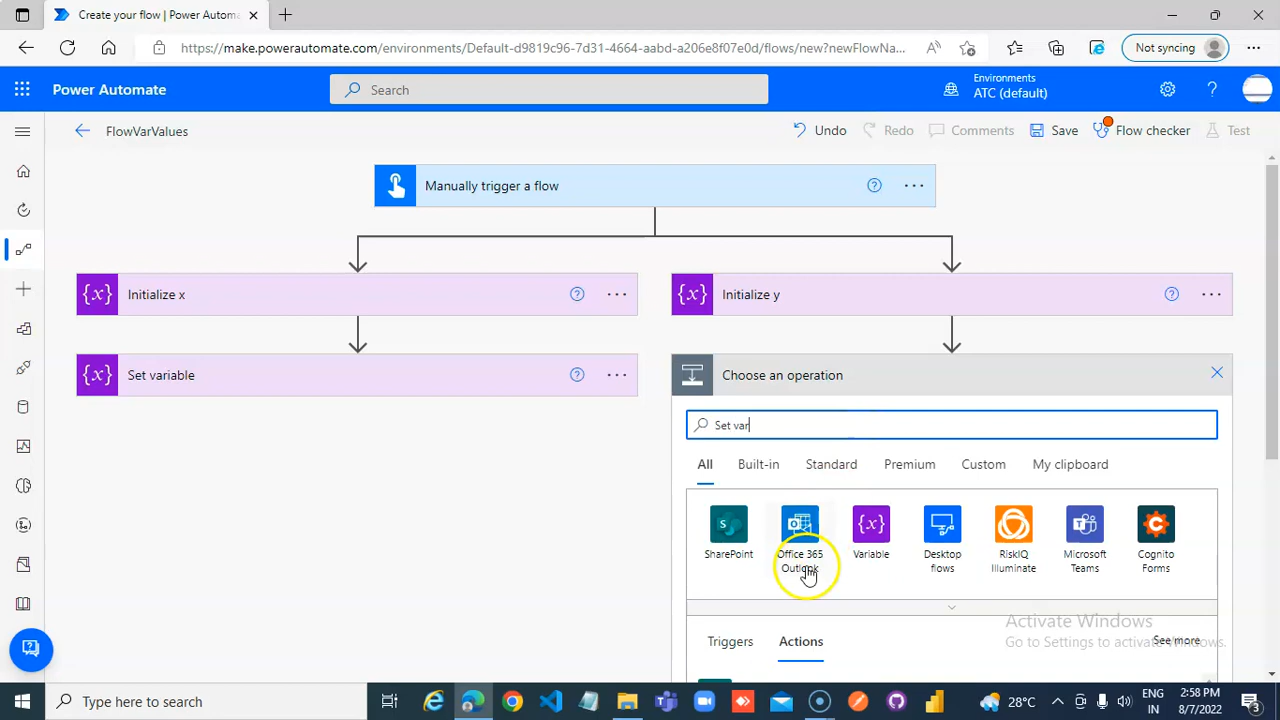 Create your flow | Power Automate
https://make.powerautomate.com/environments/Default-d9819c96-7d31-4664-aabd-a206e8f07e0d/flows/new?newFlowNa...
Not syncing
Power Automate
Search
Environments
ATC (default)
FlowVarValues
Undo
Redo
Comments
Save
Flow checker
Test
Manually trigger a flow
Initialize x
Initialize y
Set variable
Choose an operation
Set var
All
Built-in
Standard
Premium
Custom
My clipboard
SharePoint
Office 365
Outlook
Variable
Desktop
flows
RiskIQ
Illuminate
Microsoft
Teams
Cognito
Forms
Activate Windows
Go to Settings to activate Windows.
Triggers
Actions
See more
Type here to search
28°C
ENG
IN
2:58 PM
8/7/2022
3